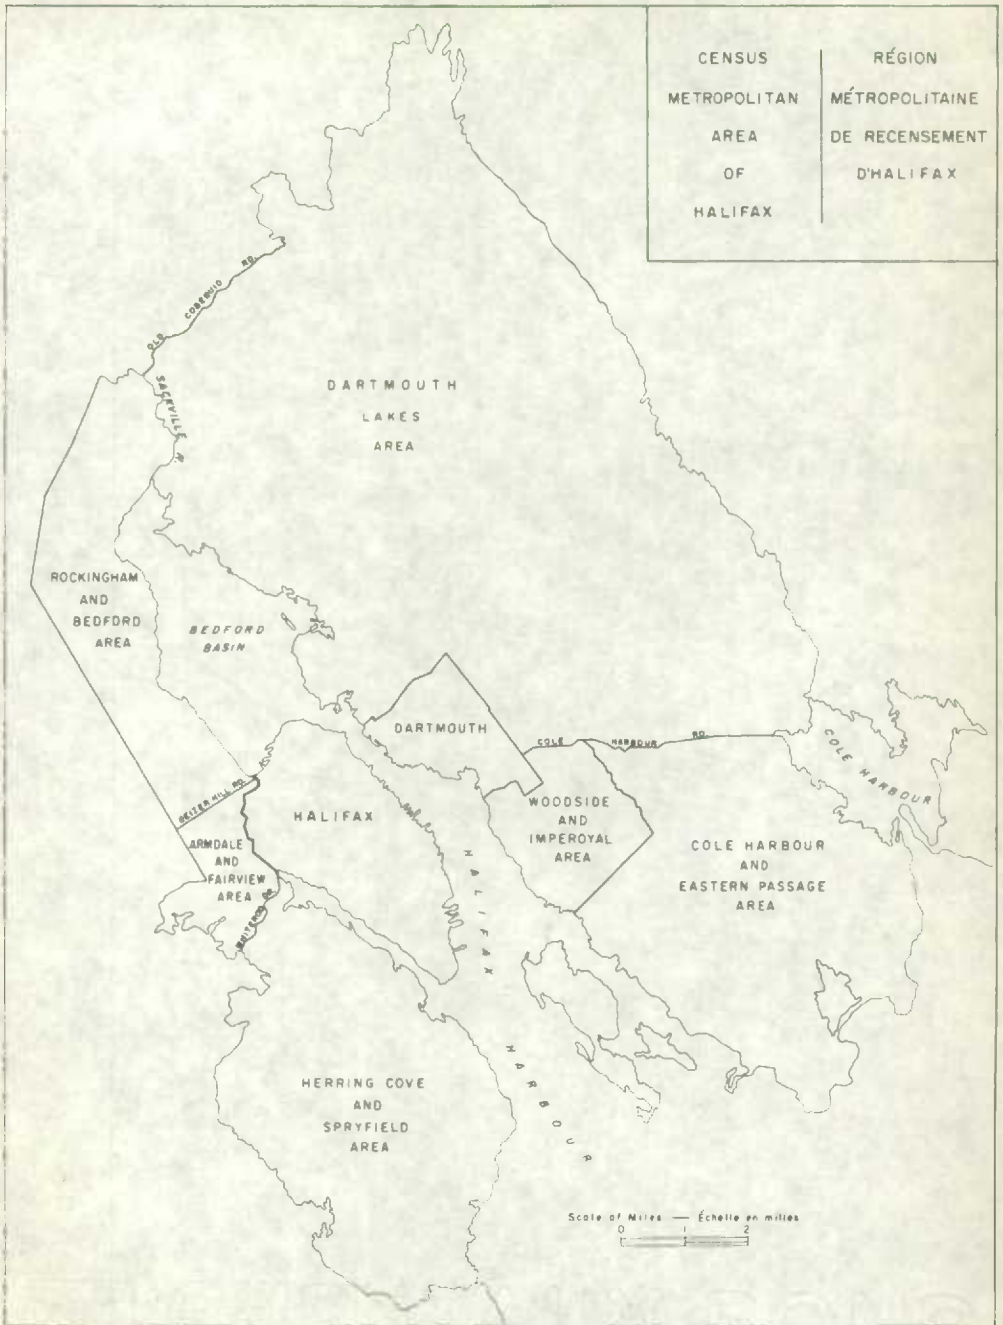 CENSUS
METROPOLITAN
AREA
OF
HALIFAX
RÉGION
MÉTROPOLITAINE
DE RECENSEMENT
D'HALIFAX
OLD COBEQUID RD.
SACKVILLE R.
DARTMOUTH
LAKES
AREA
ROCKINGHAM
AND
BEDFORD
AREA
BEDFORD
BASIN
DARTMOUTH
COLE HARBOUR RD.
COLE HARBOUR
GEIZER HILL RD.
HALIFAX
WOODSIDE
AND
IMPEROYAL
AREA
ARMDALE
AND
FAIRVIEW
AREA
COLE HARBOUR
AND
EASTERN PASSAGE
AREA
HALIFAX HARBOUR
HERRING COVE
AND
SPRYFIELD
AREA
Scale of Miles — Échelle en milles
0 1 2